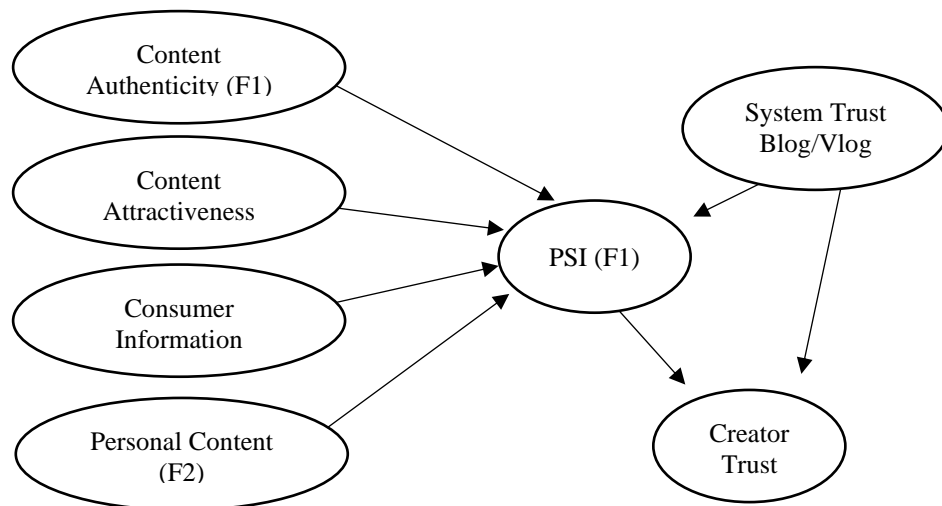 Content
Authenticity (F1)
System Trust
Blog/Vlog
Content
Attractiveness
PSI (F1)
Consumer
Information
Personal Content
(F2)
Creator
Trust